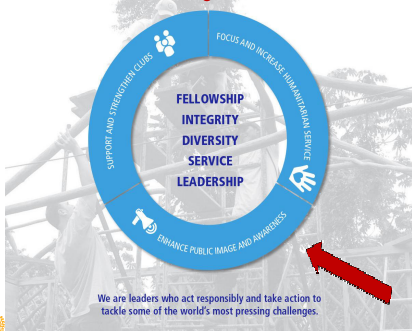 SUPPORT AND STRENGTHEN CLUBS
FOCUS AND INCREASE HUMANITARIAN SERVICE
FELLOWSHIP
INTEGRITY
DIVERSITY
SERVICE
LEADERSHIP
ENHANCE PUBLIC IMAGE AND AWARENESS
We are leaders who act responsibly and take action to
tackle some of the world's most pressing challenges.